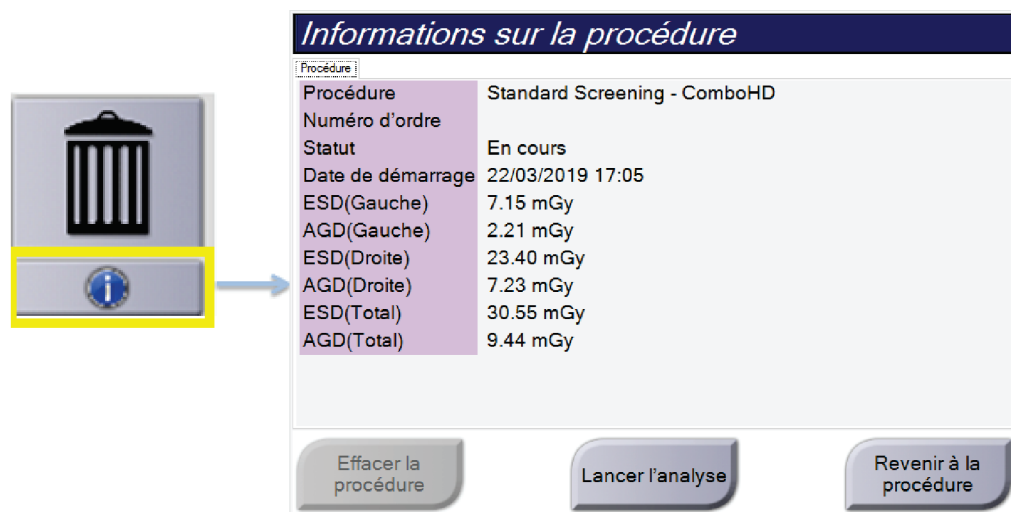 Informations sur la procédure
Procédure
Procédure Standard Screening - ComboHD
Numéro d'ordre
Statut En cours
Date de démarrage 22/03/2019 17:05
ESD(Gauche) 7.15 mGy
AGD(Gauche) 2.21 mGy
ESD(Droite) 23.40 mGy
AGD(Droite) 7.23 mGy
ESD(Total) 30.55 mGy
AGD(Total) 9.44 mGy
i
Effacer la
procédure
Lancer l'analyse
Revenir à la
procédure